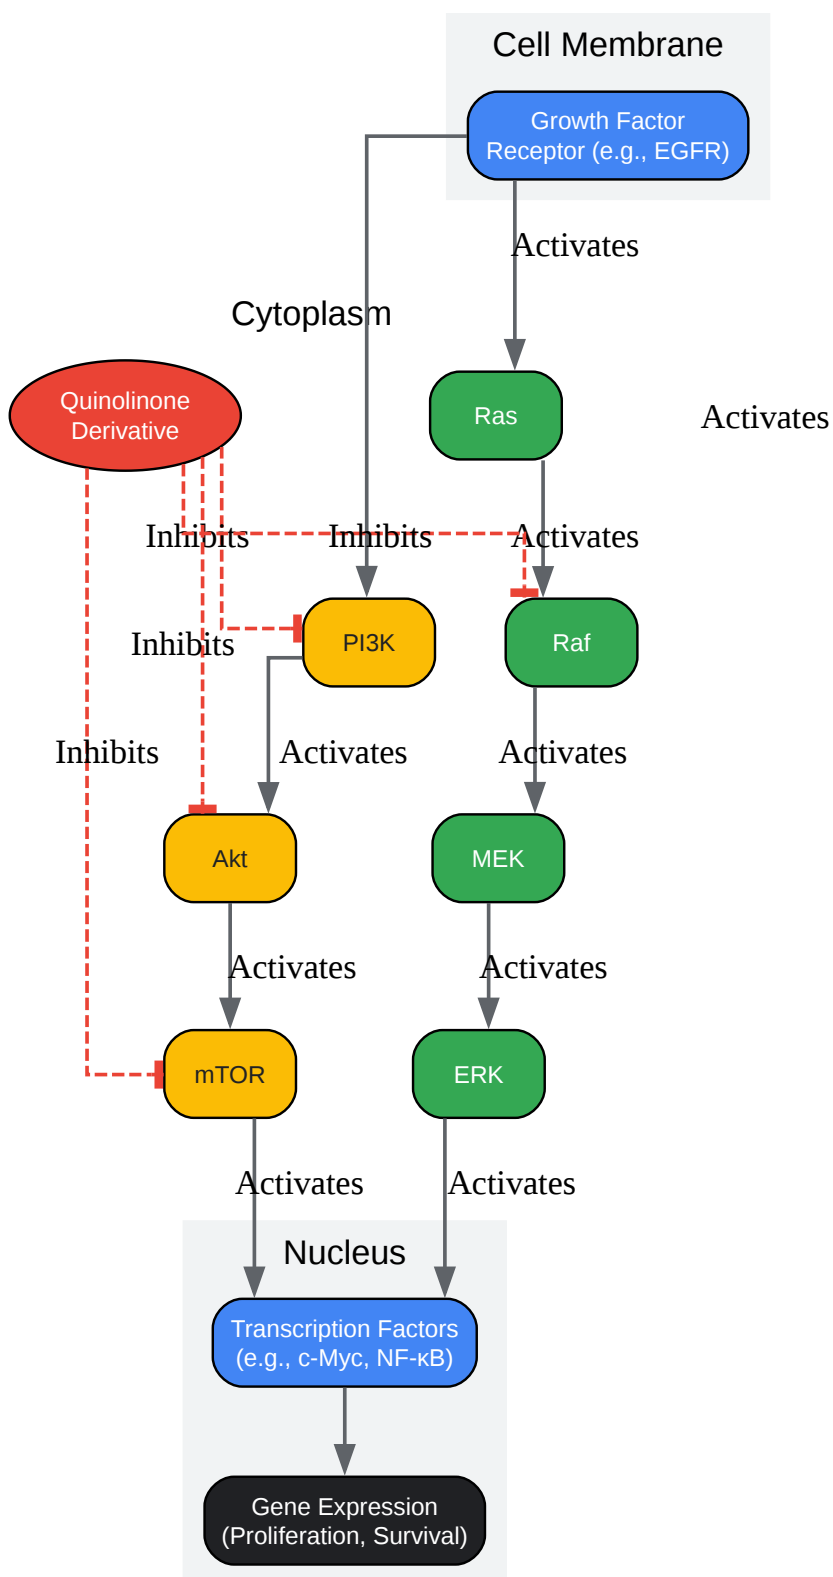 Cell Membrane
Growth Factor
Receptor (e.g., EGFR)
Activates
Cytoplasm
Quinolinone
Derivative
Ras
Activates
Inhibits
Inhibits
Activates
Inhibits
PI3K
Raf
Inhibits
Activates
Activates
Akt
MEK
Activates
Activates
mTOR
ERK
Activates
Activates
Nucleus
Transcription Factors
(e.g., c-Myc, NF-κB)
Gene Expression
(Proliferation, Survival)